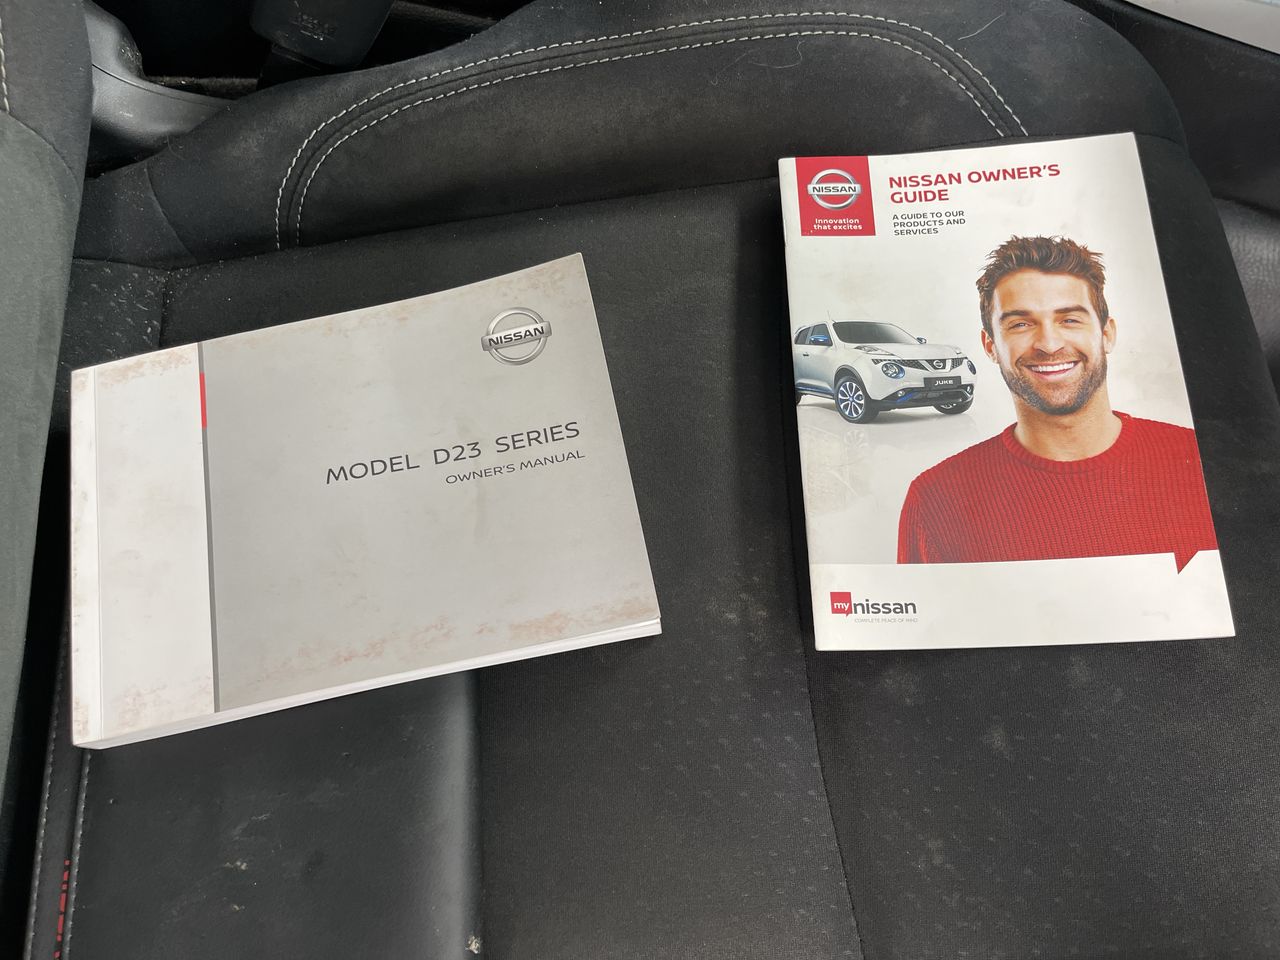 NISSAN
MODEL D23 SERIES
OWNER'S MANUAL
NISSAN
Innovation
that excites
NISSAN OWNER'S
GUIDE
A GUIDE TO OUR
PRODUCTS AND
SERVICES
JUKE
my nissan
COMPLETE PEACE OF MIND